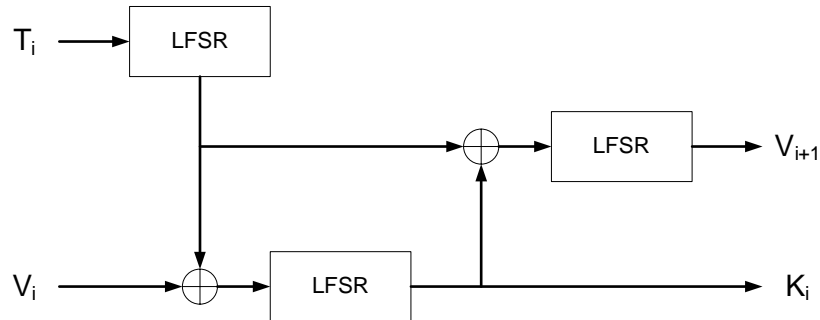 T_i
LFSR
LFSR
V_{i+1}
V_i
LFSR
K_i